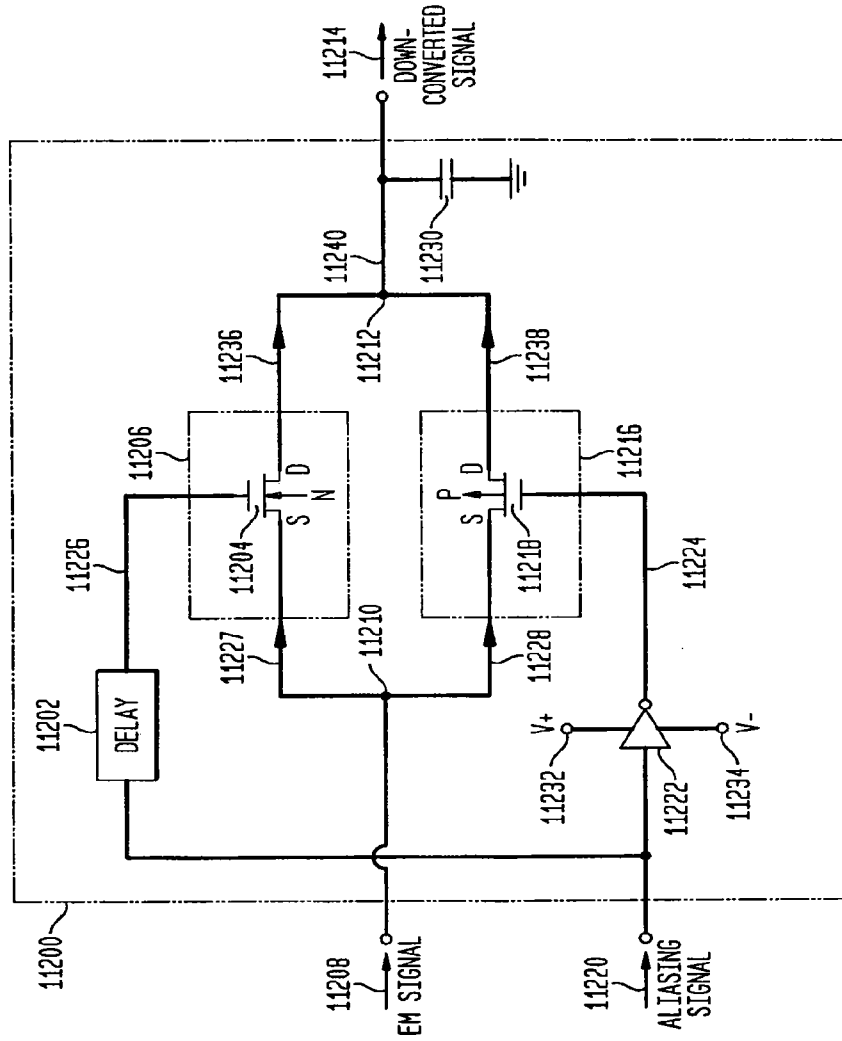 11200
11202
DELAY
11226
11206
11204
S
D
N
11236
11227
11210
11208
EM SIGNAL
11212
11240
11214
DOWN-
CONVERTED
SIGNAL
11230
11228
11238
P
S
D
11218
11216
11224
V+
11232
11222
11234
V-
11220
ALIASING
SIGNAL